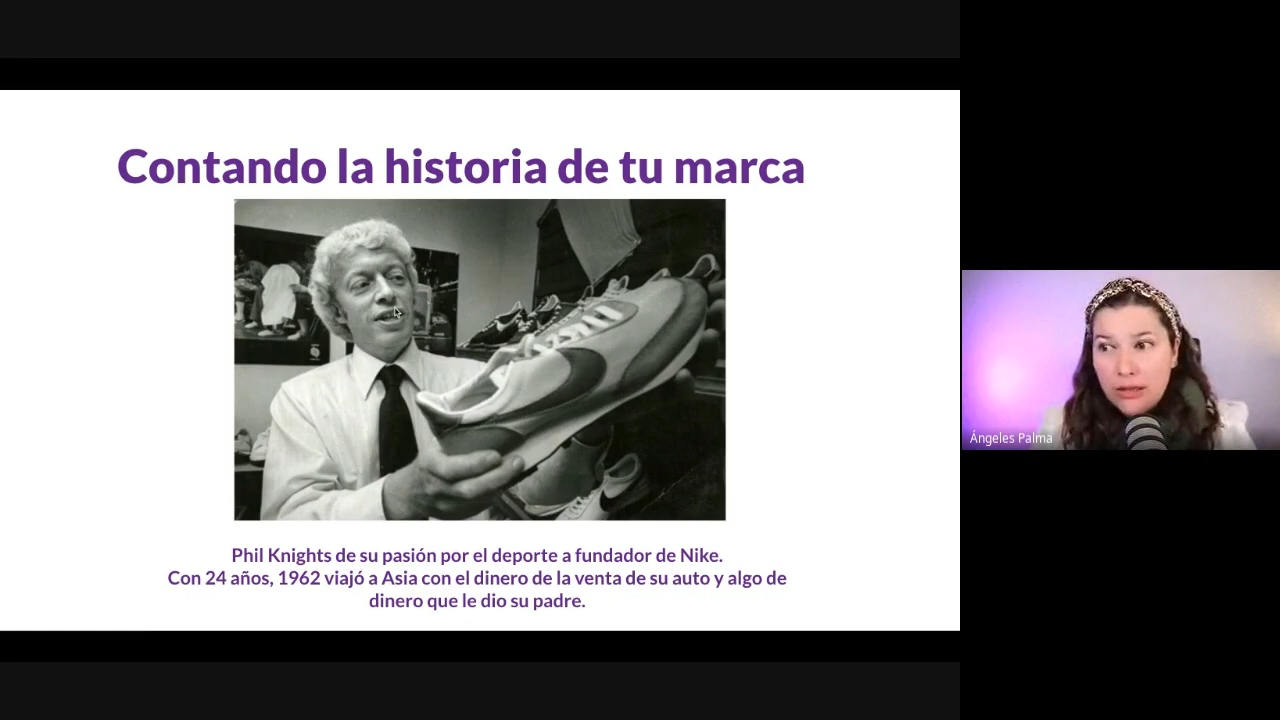 Contando la historia de tu marca
Phil Knights de su pasión por el deporte a fundador de Nike.
Con 24 años, 1962 viajó a Asia con el dinero de la venta de su auto y algo de
dinero que le dio su padre.
Ángeles Palma